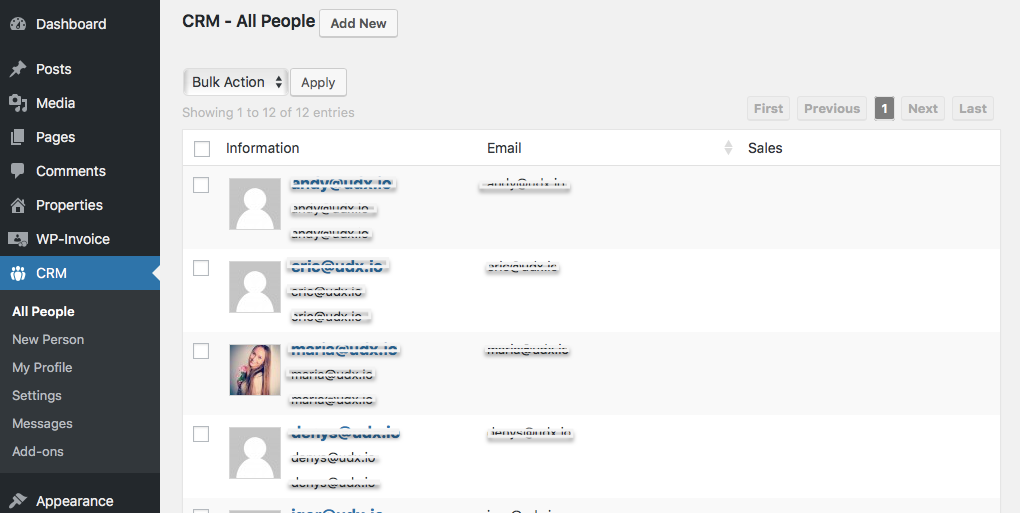 Dashboard
Posts
Media
Pages
Comments
Properties
WP-Invoice
CRM
All People
New Person
My Profile
Settings
Messages
Add-ons
Appearance
CRM - All People
Add New
Bulk Action
Apply
Showing 1 to 12 of 12 entries
First Previous 1 Next Last
Information Email Sales
andy@udx.io andy@udx.io
andy@udx.io
andy@udx.io
eric@udx.io eric@udx.io
eric@udx.io
eric@udx.io
maria@udx.io maria@udx.io
maria@udx.io
maria@udx.io
denys@udx.io denys@udx.io
denys@udx.io
denys@udx.io